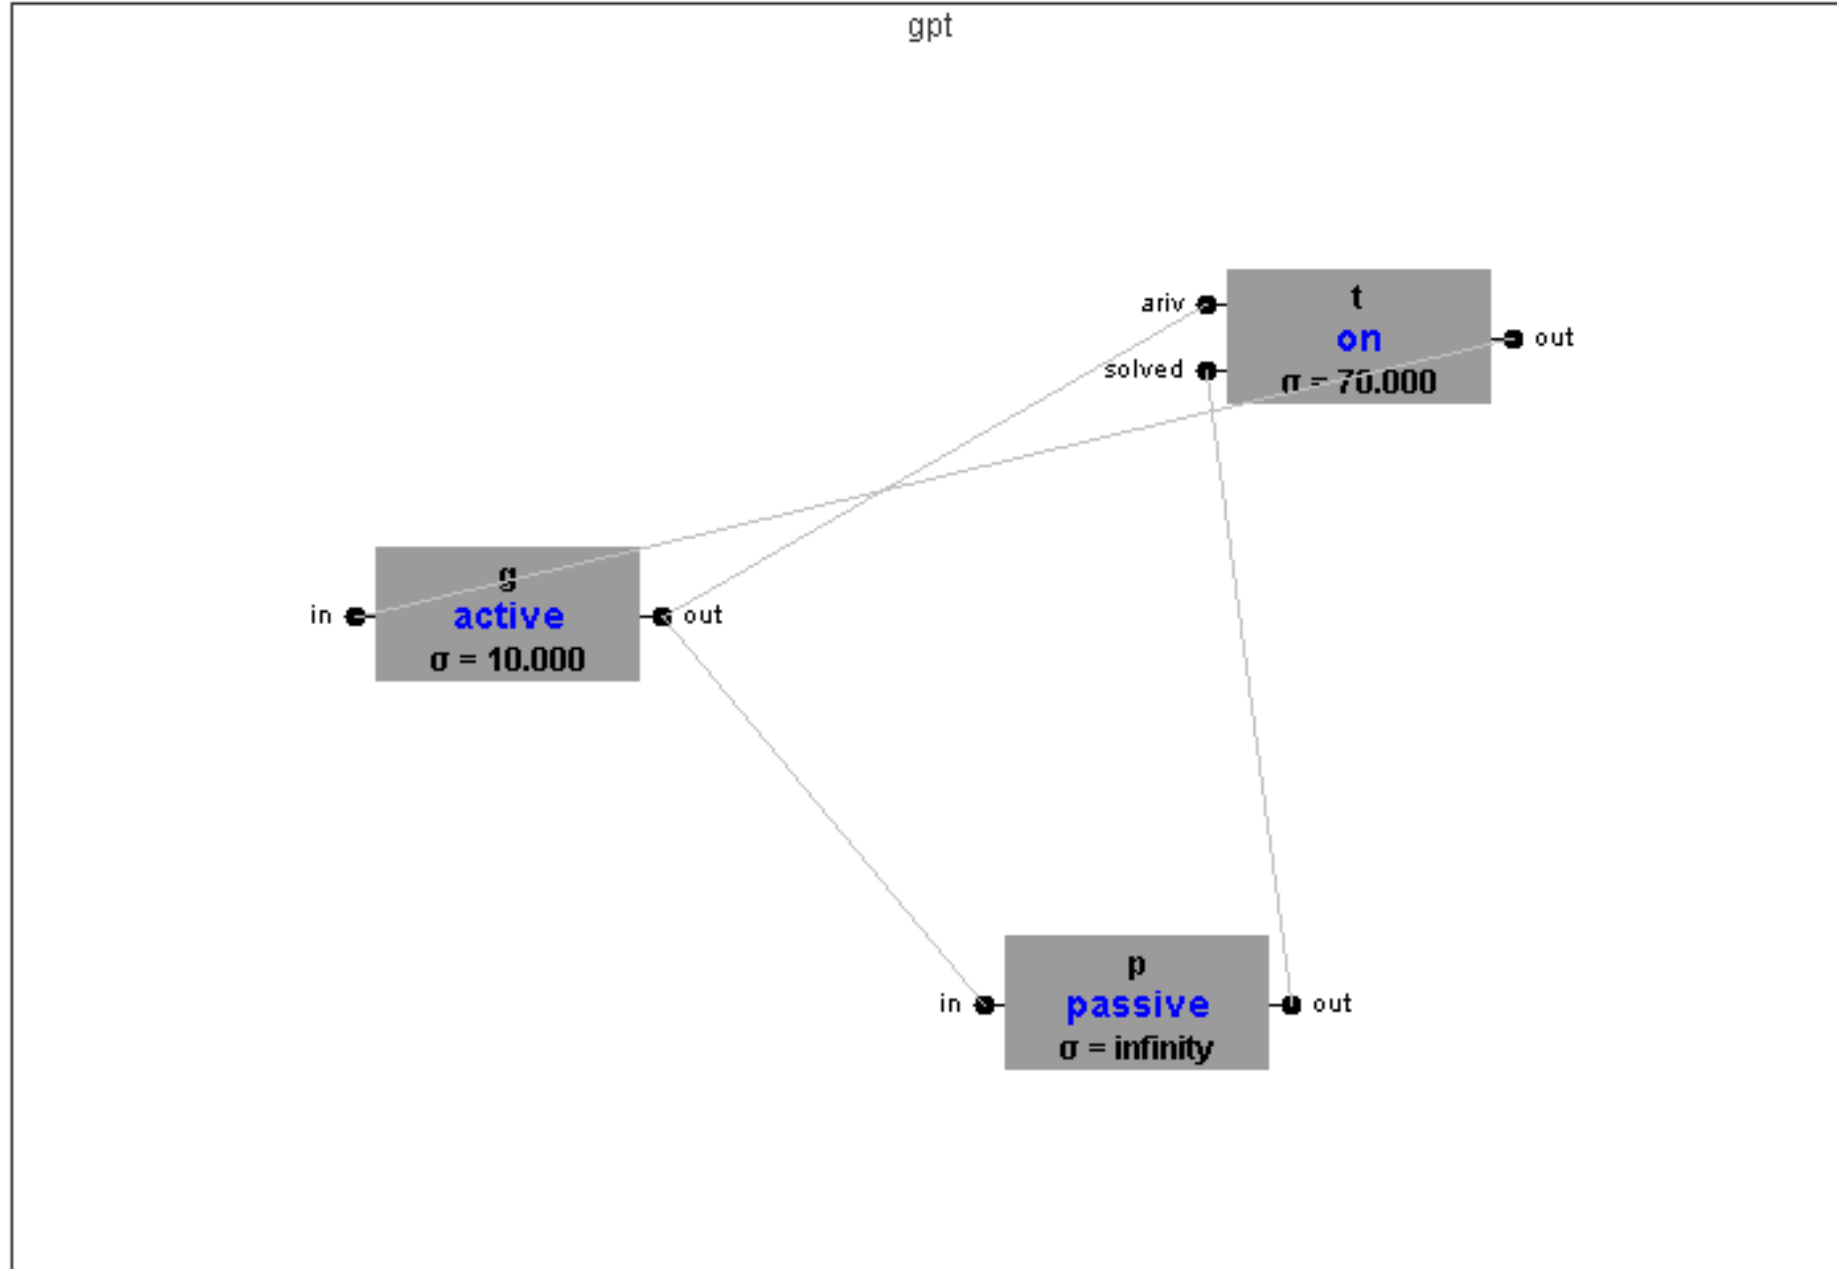 gpt
ariv
t
on
out
solved
σ = 70.000
g
in
active
out
σ = 10.000
p
in
passive
out
σ = infinity